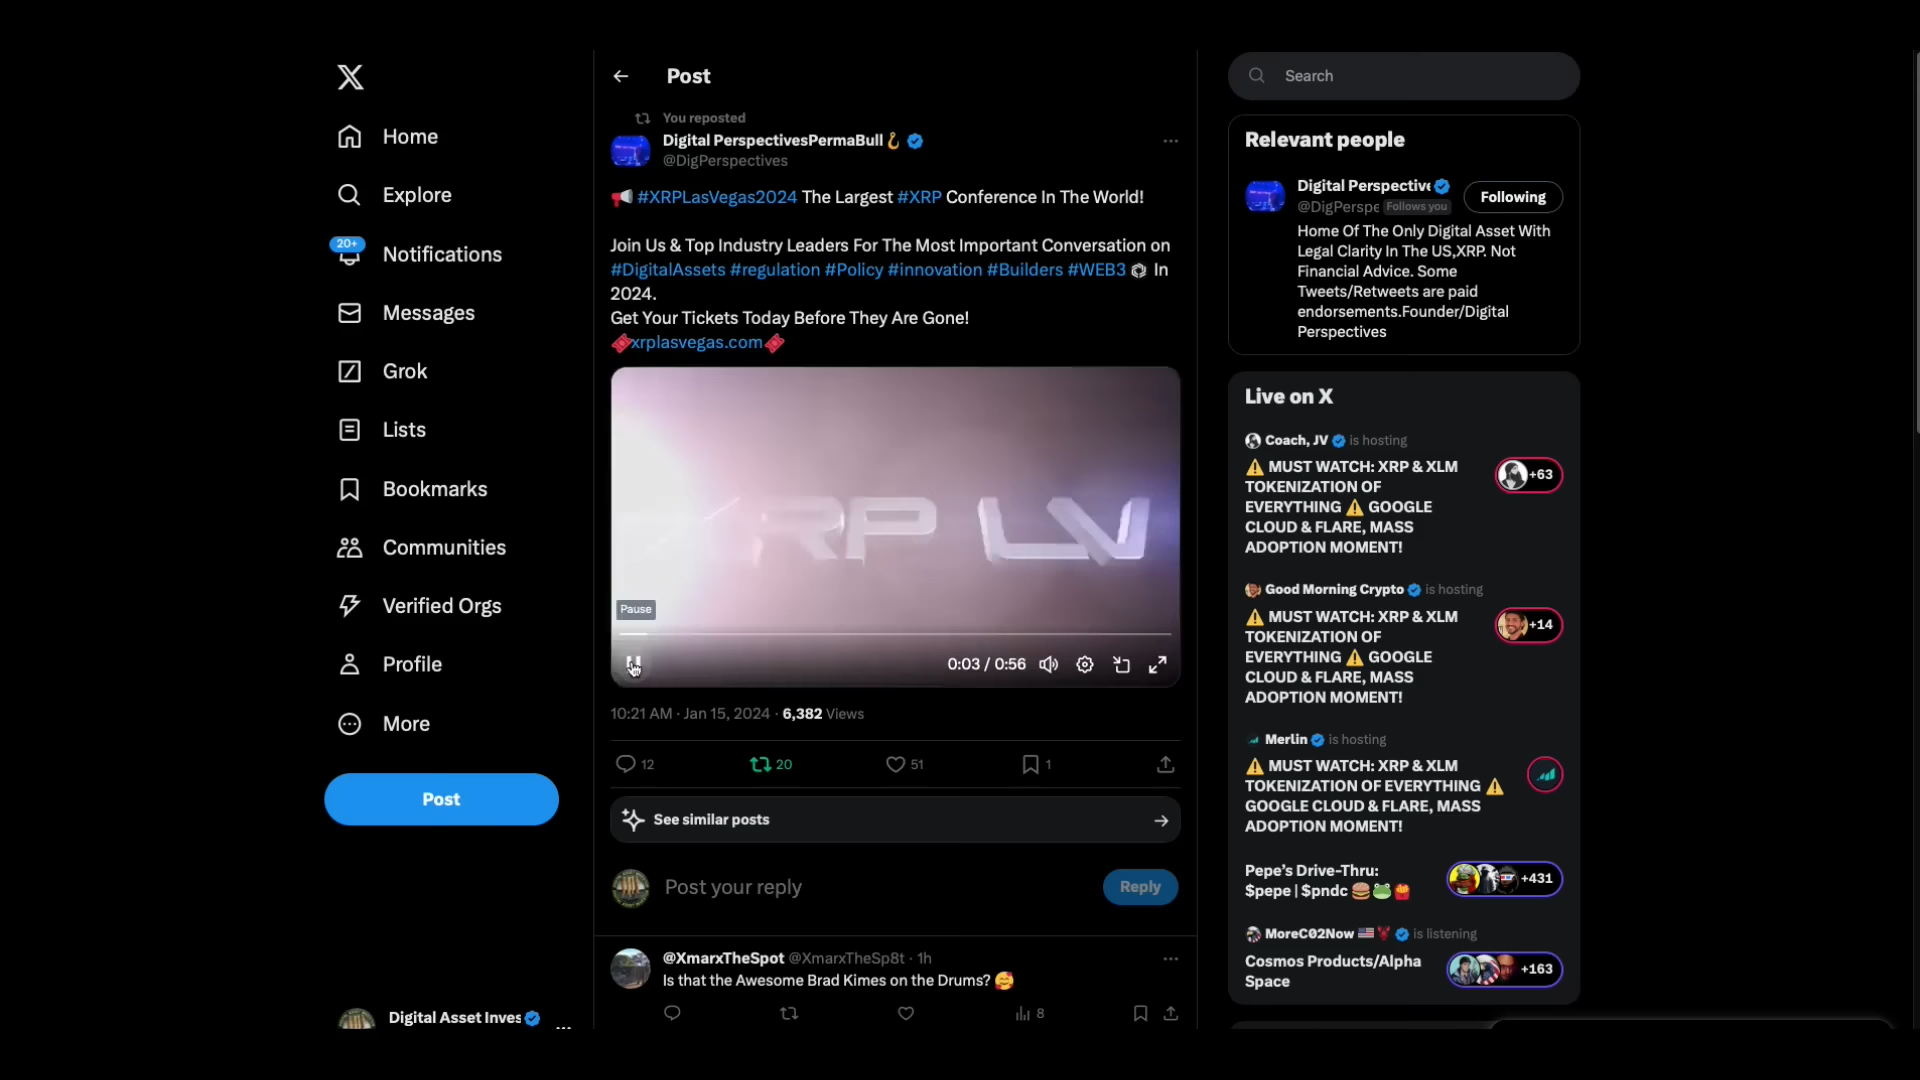 Home
Explore
20+
Notifications
Messages
Grok
Lists
Bookmarks
Communities
Verified Orgs
Profile
More
Post
Digital Asset Inves
Post
You reposted
Digital PerspectivesPermaBull
@DigPerspectives
#XRPLasVegas2024 The Largest #XRP Conference In The World!
Join Us & Top Industry Leaders For The Most Important Conversation on
#DigitalAssets #regulation #Policy #innovation #Builders #WEB3 In
2024.
Get Your Tickets Today Before They Are Gone!
xrplasvegas.com
RP LV
Pause
0:03 / 0:56
10:21 AM · Jan 15, 2024 · 6,382 Views
12
20
51
1
See similar posts
Post your reply
Reply
@XmarxTheSpot @XmarxTheSp8t · 1h
Is that the Awesome Brad Kimes on the Drums?
8
Search
Relevant people
Digital Perspective
@DigPerspe Follows you
Following
Home Of The Only Digital Asset With
Legal Clarity In The US,XRP. Not
Financial Advice. Some
Tweets/Retweets are paid
endorsements.Founder/Digital
Perspectives
Live on X
Coach, JV is hosting
MUST WATCH: XRP & XLM
TOKENIZATION OF
EVERYTHING GOOGLE
CLOUD & FLARE, MASS
ADOPTION MOMENT!
+63
Good Morning Crypto is hosting
MUST WATCH: XRP & XLM
TOKENIZATION OF
EVERYTHING GOOGLE
CLOUD & FLARE, MASS
ADOPTION MOMENT!
+14
Merlin is hosting
MUST WATCH: XRP & XLM
TOKENIZATION OF EVERYTHING
GOOGLE CLOUD & FLARE, MASS
ADOPTION MOMENT!
Pepe's Drive-Thru:
$pepe | $pndc
+431
MoreC02Now is listening
Cosmos Products/Alpha
Space
+163